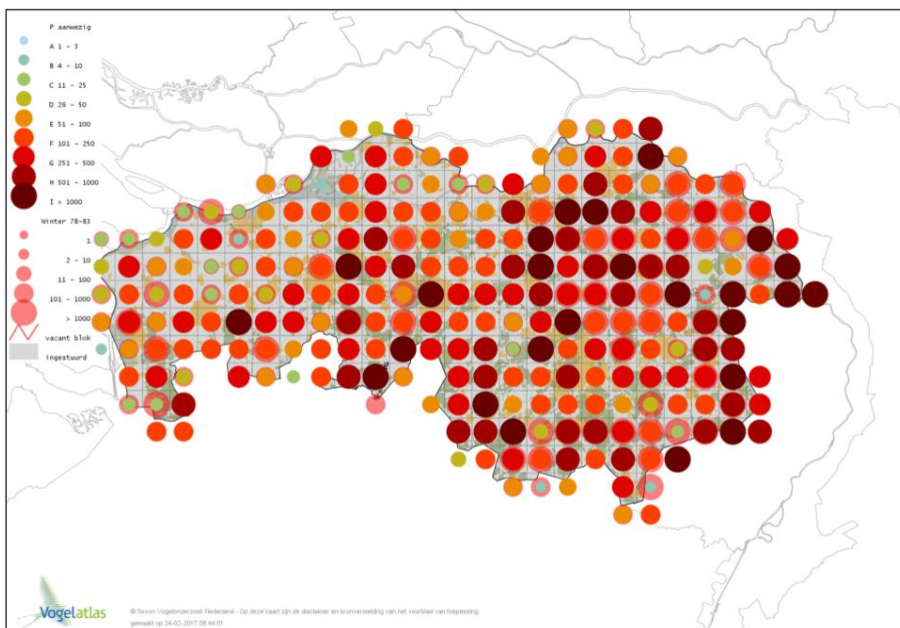 P aanwezig
A 1 - 3
B 4 - 10
C 11 - 25
D 26 - 50
E 51 - 100
F 101 - 250
G 251 - 500
H 501 - 1000
I > 1000
Winter 78-83
1
2 - 10
11 - 100
101 - 1000
> 1000
vacant blok
ingestuurd
Vogelatlas
© Sovon Vogelonderzoek Nederland - Op deze kaart zijn de disclaimer en bronvermelding van het voorblad van toepassing.
gemaakt op 24-02-2017 08:44:01